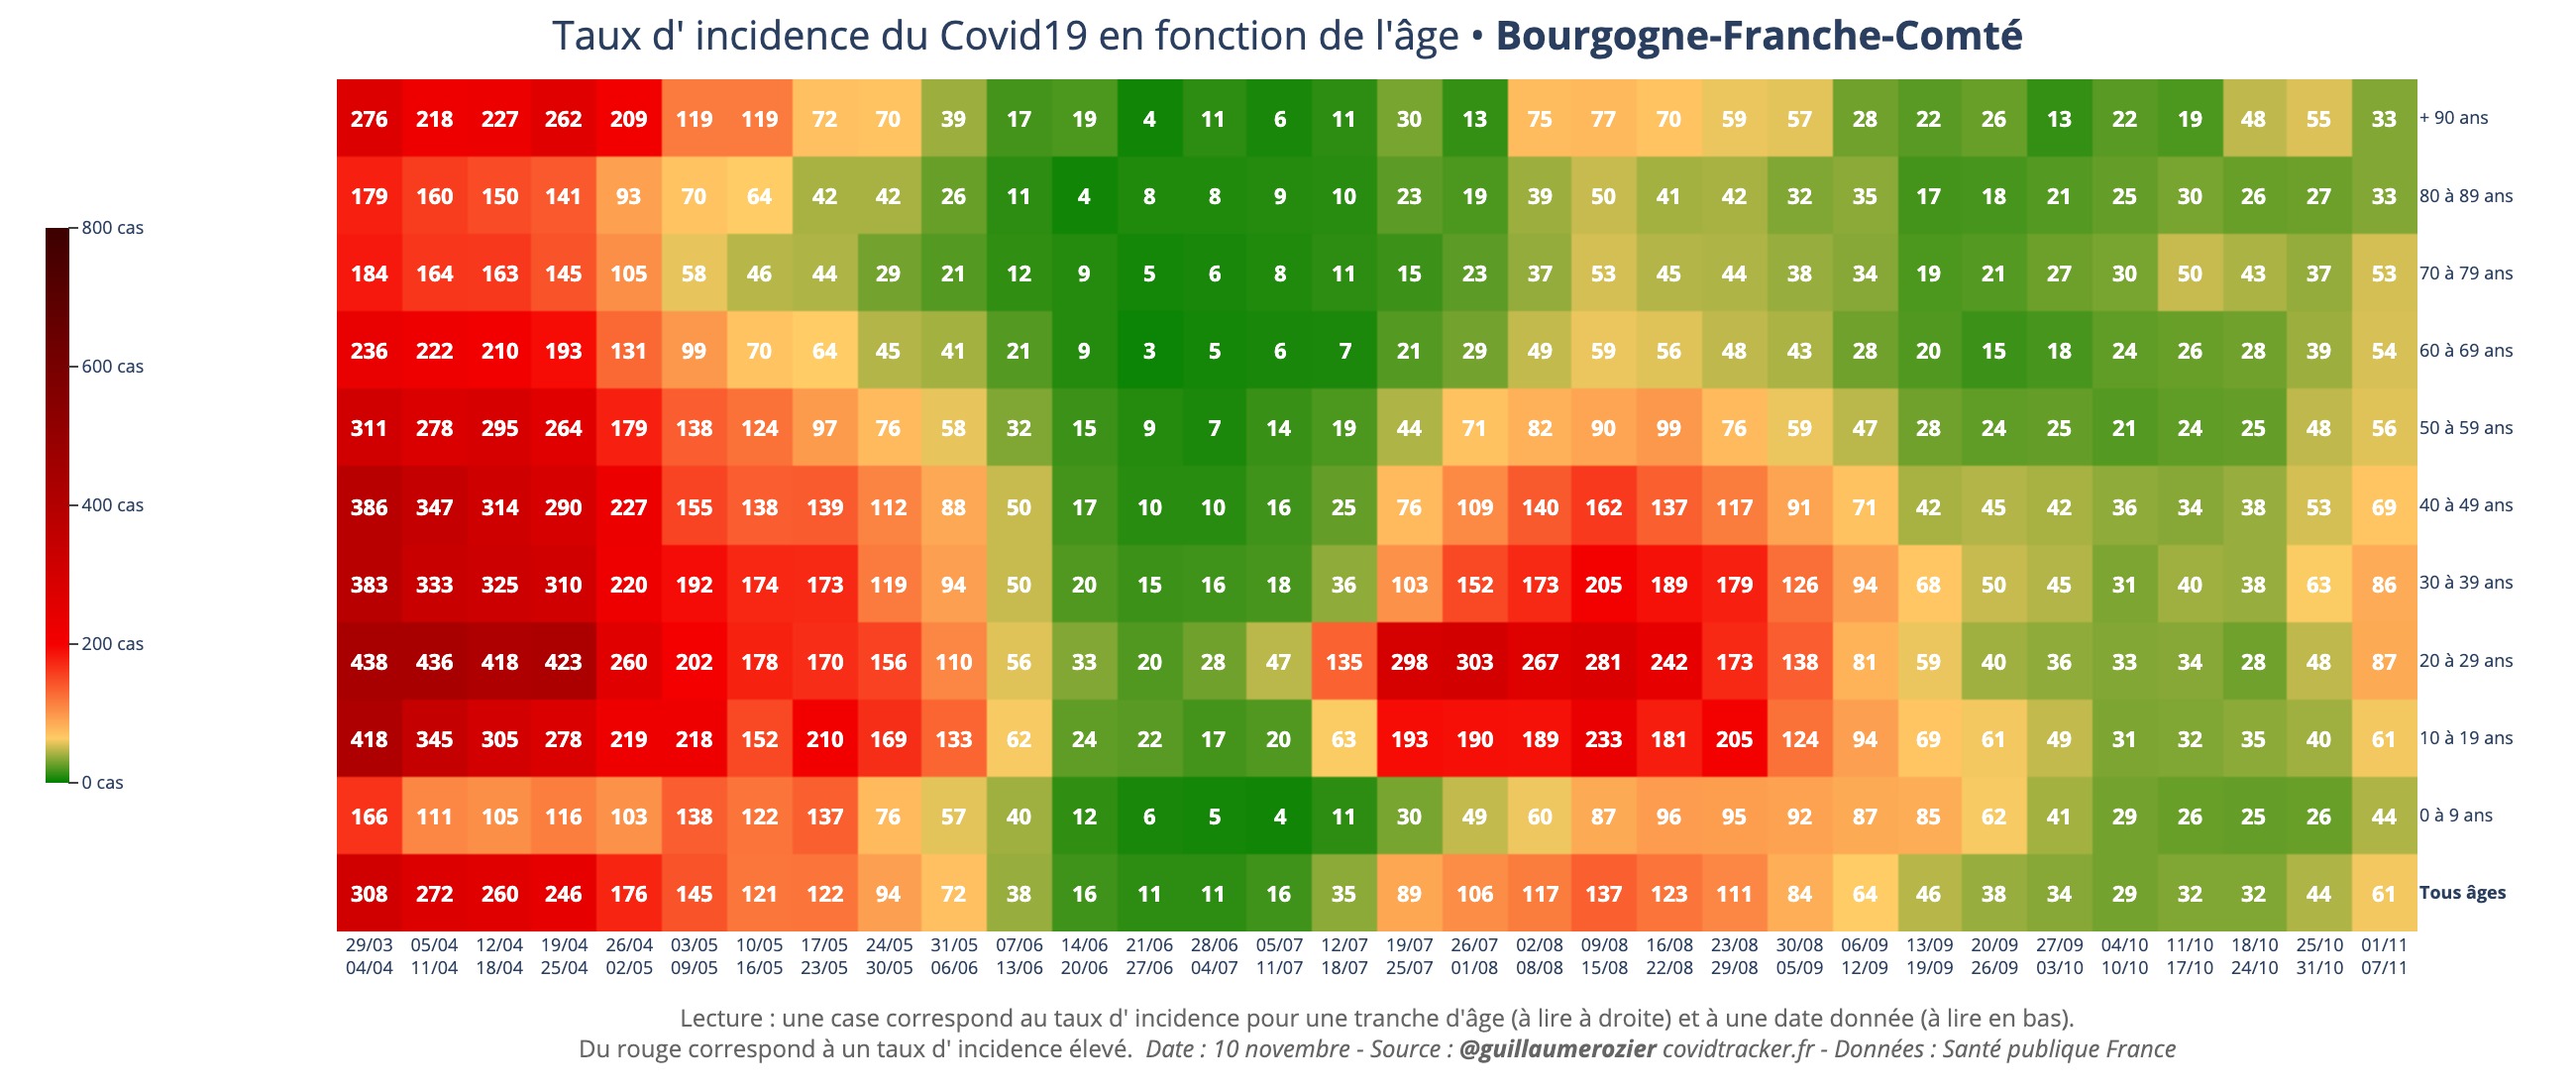 Taux d' incidence du Covid19 en fonction de l'âge • Bourgogne-Franche-Comté
800 cas
600 cas
400 cas
200 cas
0 cas
276 218 227 262 209 119 119 72 70 39 17 19 4 11 6 11 30 13 75 77 70 59 57 28 22 26 13 22 19 48 55 33 + 90 ans
179 160 150 141 93 70 64 42 42 26 11 4 8 8 9 10 23 19 39 50 41 42 32 35 17 18 21 25 30 26 27 33 80 à 89 ans
184 164 163 145 105 58 46 44 29 21 12 9 5 6 8 11 15 23 37 53 45 44 38 34 19 21 27 30 50 43 37 53 70 à 79 ans
236 222 210 193 131 99 70 64 45 41 21 9 3 5 6 7 21 29 49 59 56 48 43 28 20 15 18 24 26 28 39 54 60 à 69 ans
311 278 295 264 179 138 124 97 76 58 32 15 9 7 14 19 44 71 82 90 99 76 59 47 28 24 25 21 24 25 48 56 50 à 59 ans
386 347 314 290 227 155 138 139 112 88 50 17 10 10 16 25 76 109 140 162 137 117 91 71 42 45 42 36 34 38 53 69 40 à 49 ans
383 333 325 310 220 192 174 173 119 94 50 20 15 16 18 36 103 152 173 205 189 179 126 94 68 50 45 31 40 38 63 86 30 à 39 ans
438 436 418 423 260 202 178 170 156 110 56 33 20 28 47 135 298 303 267 281 242 173 138 81 59 40 36 33 34 28 48 87 20 à 29 ans
418 345 305 278 219 218 152 210 169 133 62 24 22 17 20 63 193 190 189 233 181 205 124 94 69 61 49 31 32 35 40 61 10 à 19 ans
166 111 105 116 103 138 122 137 76 57 40 12 6 5 4 11 30 49 60 87 96 95 92 87 85 62 41 29 26 25 26 44 0 à 9 ans
308 272 260 246 176 145 121 122 94 72 38 16 11 11 16 35 89 106 117 137 123 111 84 64 46 38 34 29 32 32 44 61 Tous âges
29/03 05/04 12/04 19/04 26/04 03/05 10/05 17/05 24/05 31/05 07/06 14/06 21/06 28/06 05/07 12/07 19/07 26/07 02/08 09/08 16/08 23/08 30/08 06/09 13/09 20/09 27/09 04/10 11/10 18/10 25/10 01/11
04/04 11/04 18/04 25/04 02/05 09/05 16/05 23/05 30/05 06/06 13/06 20/06 27/06 04/07 11/07 18/07 25/07 01/08 08/08 15/08 22/08 29/08 05/09 12/09 19/09 26/09 03/10 10/10 17/10 24/10 31/10 07/11
Lecture : une case correspond au taux d' incidence pour une tranche d'âge (à lire à droite) et à une date donnée (à lire en bas).
Du rouge correspond à un taux d' incidence élevé. Date : 10 novembre - Source : @guillaumerozier covidtracker.fr - Données : Santé publique France